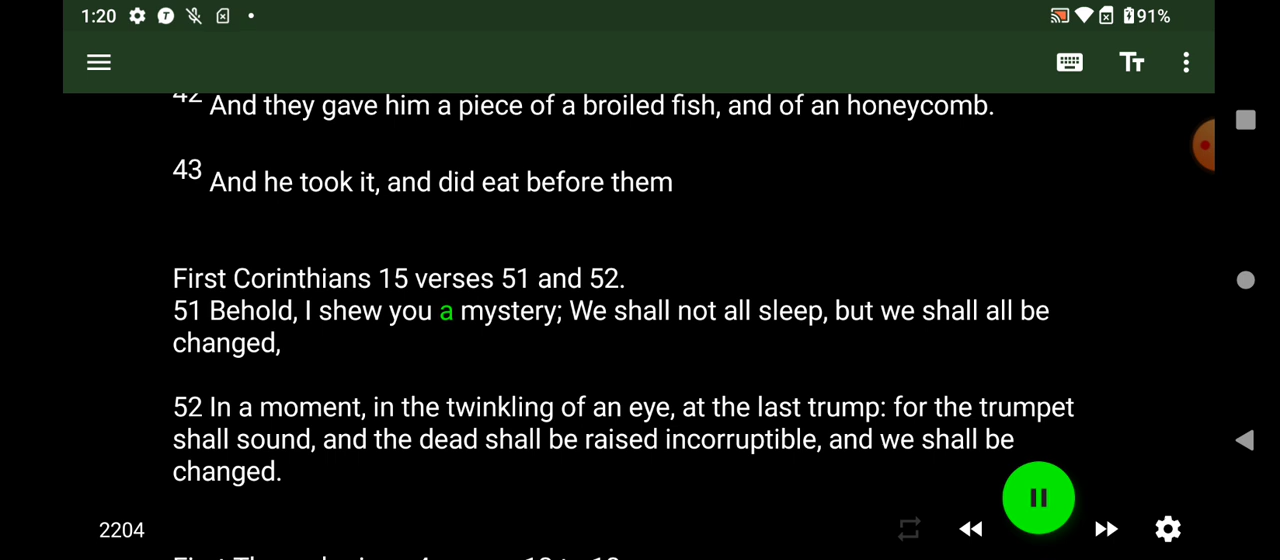 1:20
91%
42 And they gave him a piece of a broiled fish, and of an honeycomb.
43 And he took it, and did eat before them
First Corinthians 15 verses 51 and 52.
51 Behold, I shew you a mystery; We shall not all sleep, but we shall all be
changed,
52 In a moment, in the twinkling of an eye, at the last trump: for the trumpet
shall sound, and the dead shall be raised incorruptible, and we shall be
changed.
2204